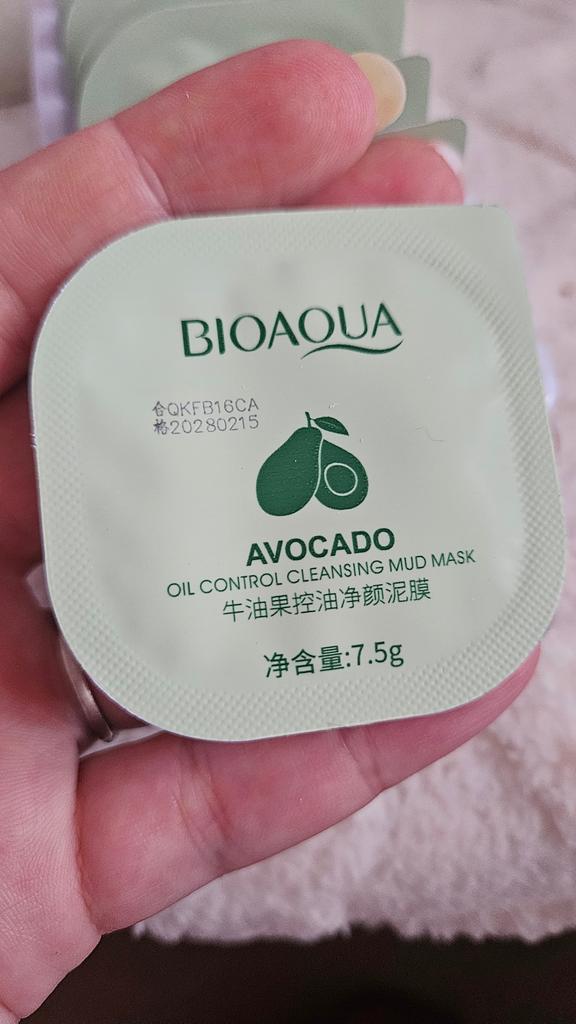 BIOAQUA
合QKFB16CA
格20280215
AVOCADO
OIL CONTROL CLEANSING MUD MASK
牛油果控油净颜泥膜
净含量:7.5g